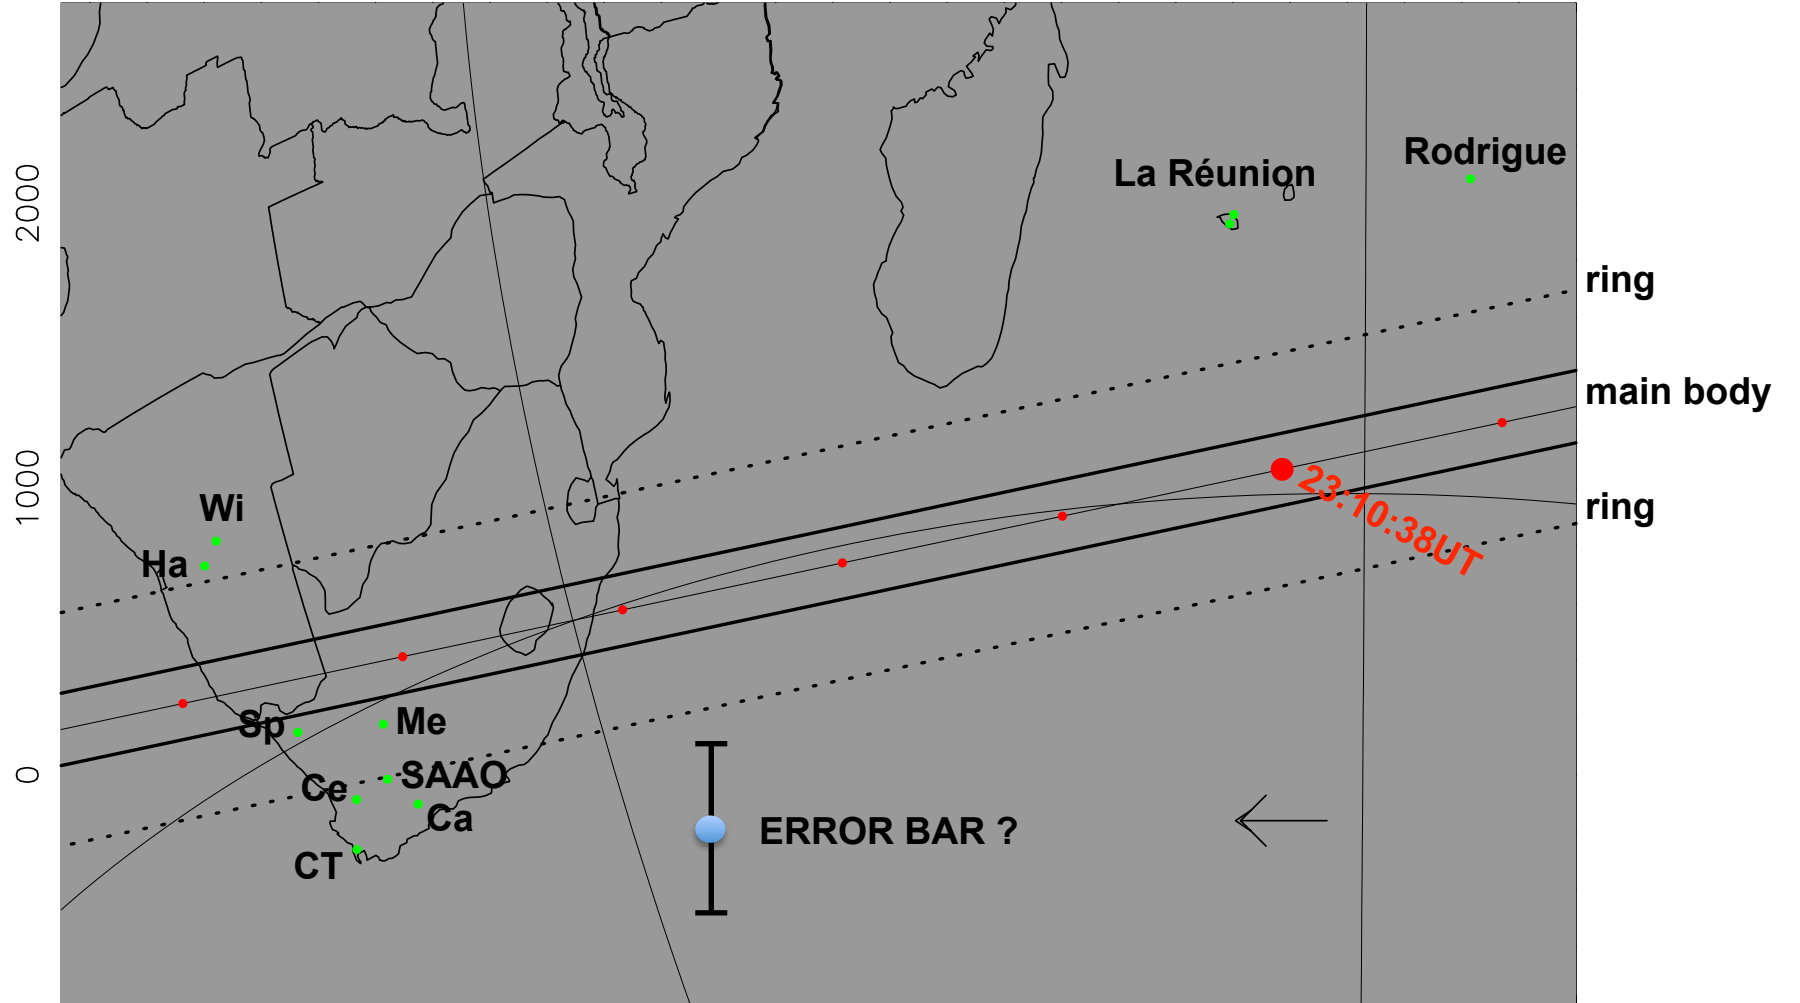 Rodrigue
La Réunion
2000
ring
main body
1000
Wi
ring
23:10:38UT
Ha
Sp
Me
0
SAAO
Ce
Ca
ERROR BAR ?
CT